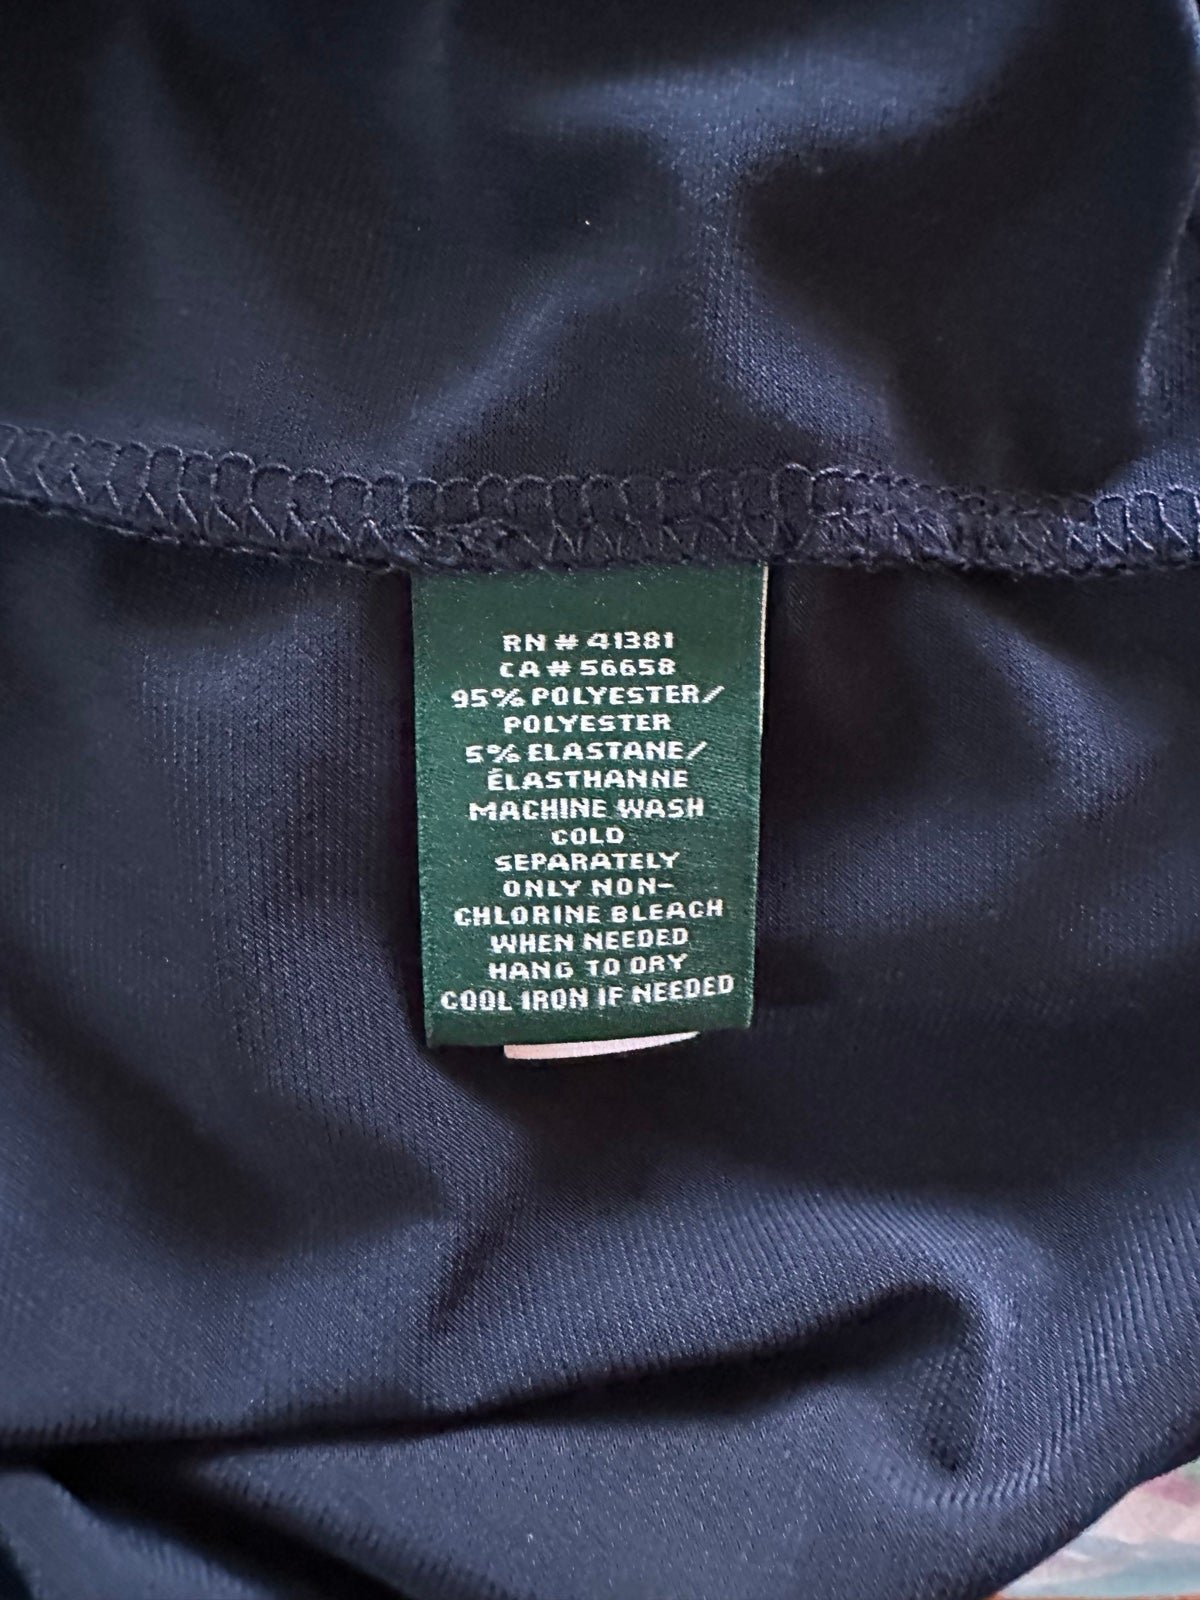 RN # 41381
CA # 56658
95% POLYESTER/
POLYESTER
5% ELASTANE/
ÉLASTHANNE
MACHINE WASH
COLD
SEPARATELY
ONLY NON-
CHLORINE BLEACH
WHEN NEEDED
HANG TO DRY
COOL IRON IF NEEDED